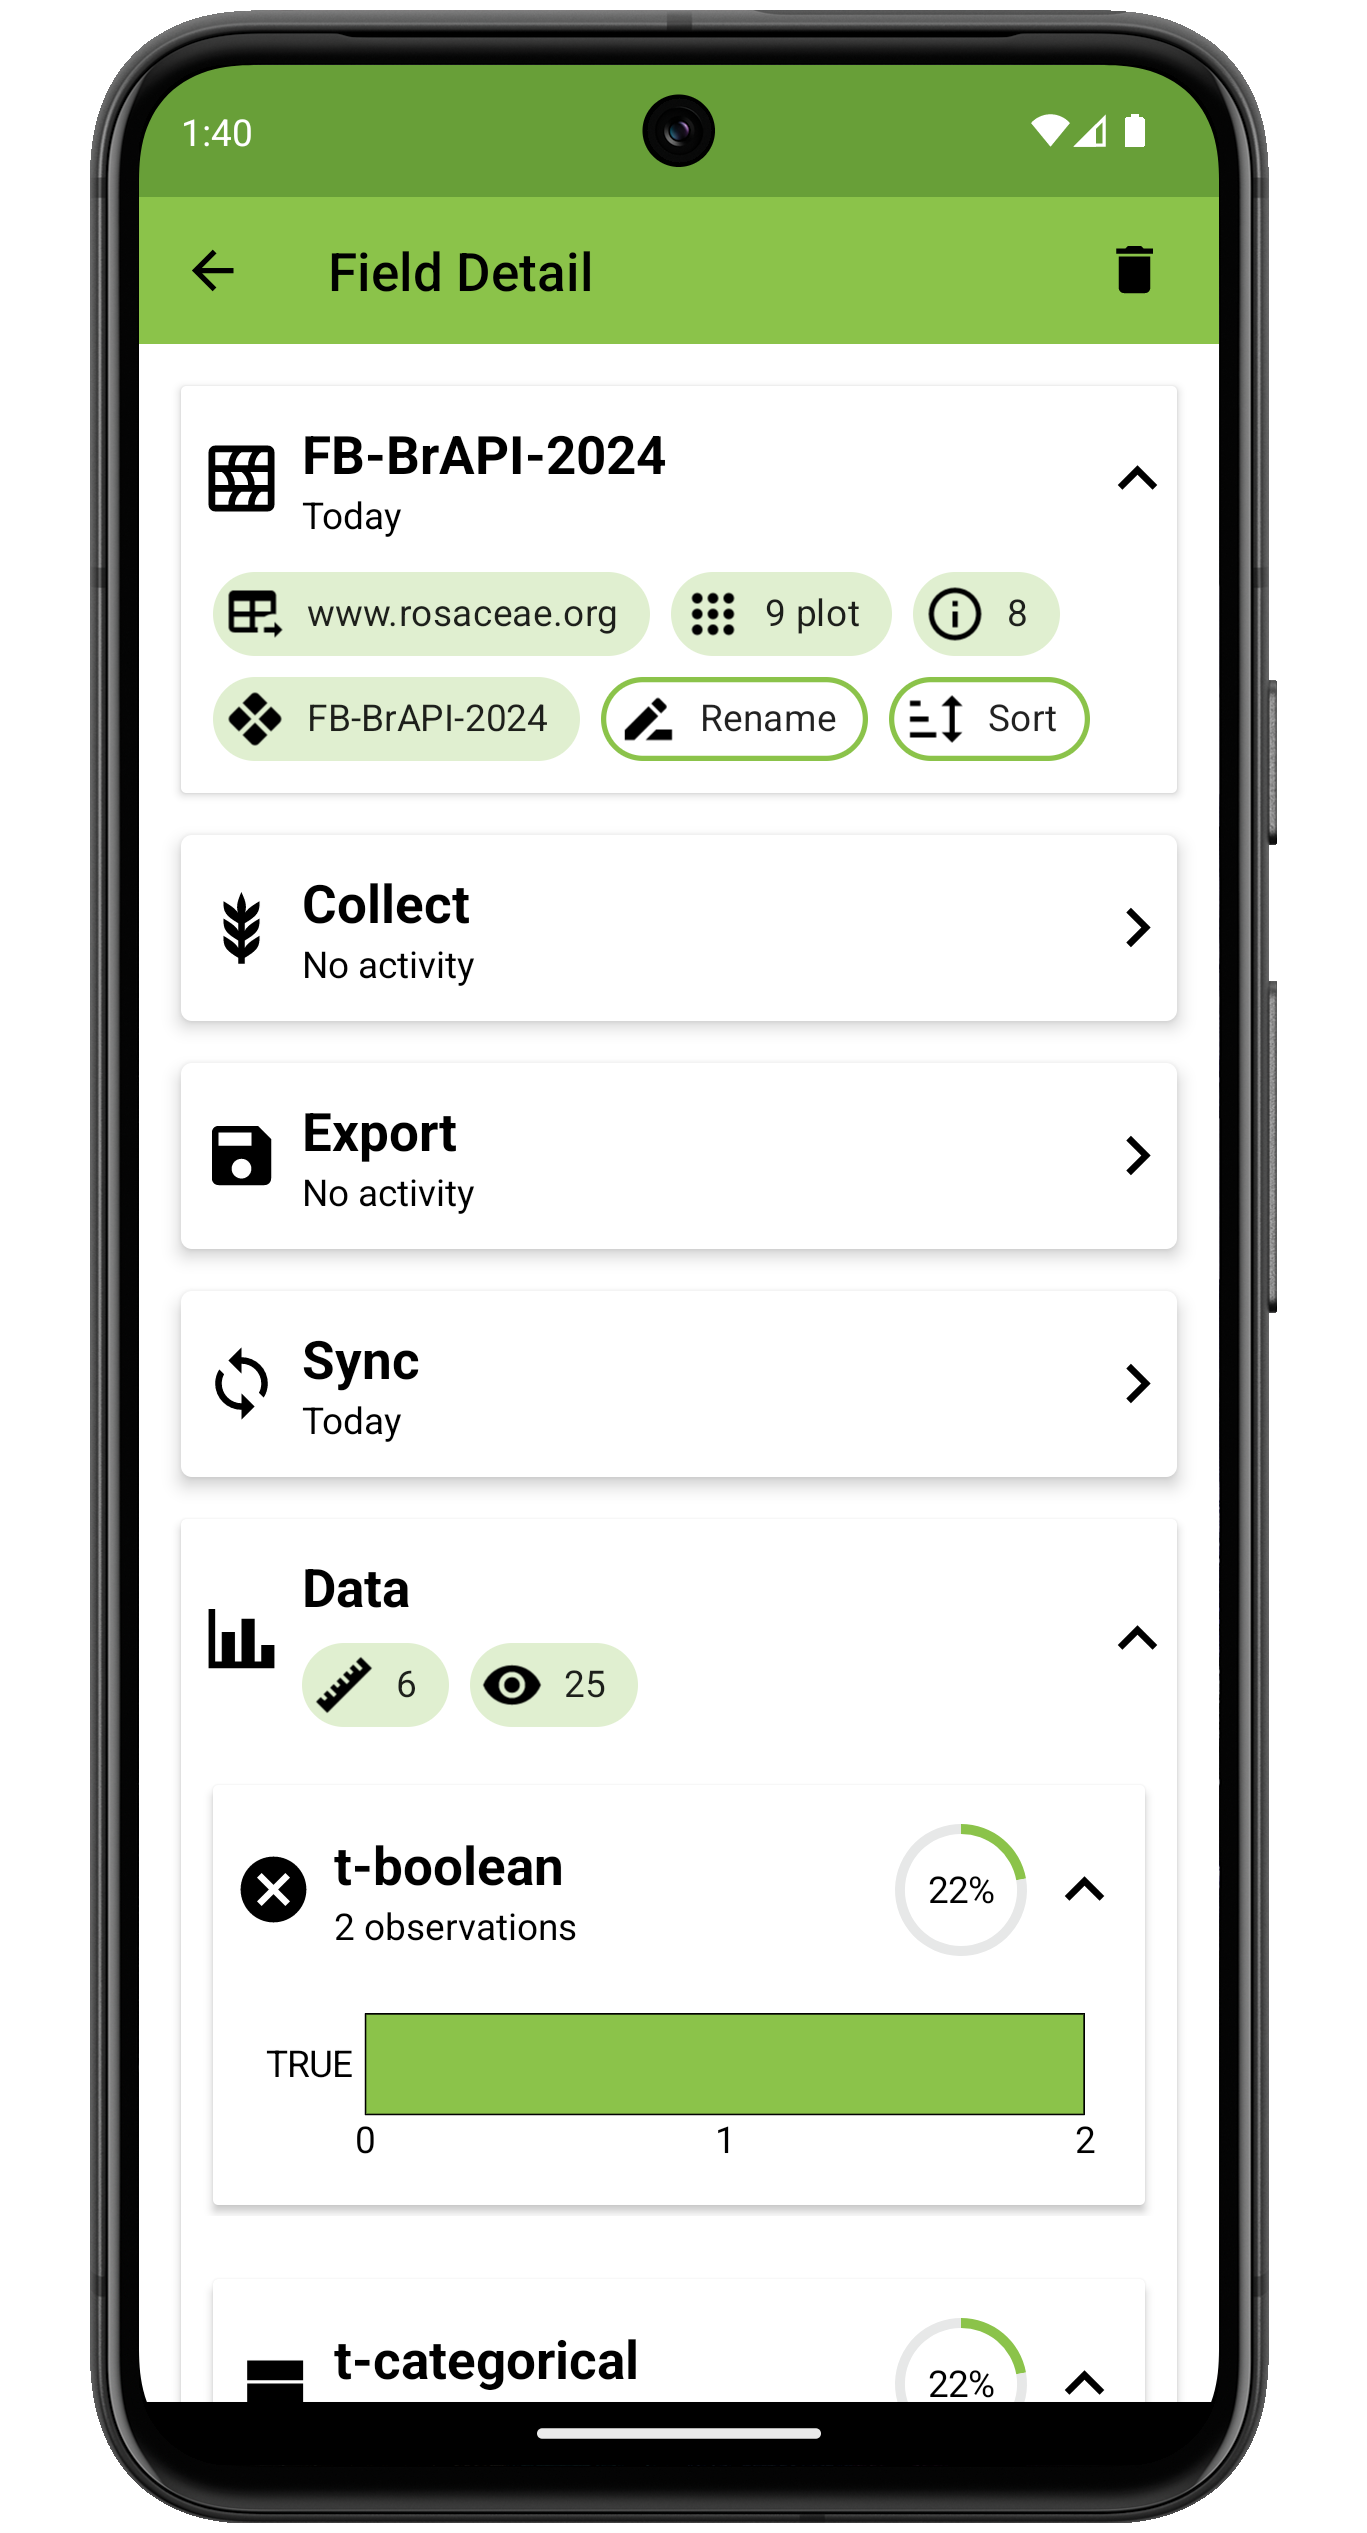 1:40
Field Detail
FB-BrAPI-2024
Today
www.rosaceae.org 9 plot 8
FB-BrAPI-2024 Rename Sort
Collect
No activity
Export
No activity
Sync
Today
Data
6 25
t-boolean
2 observations
22%
TRUE
0 1 2
t-categorical
22%